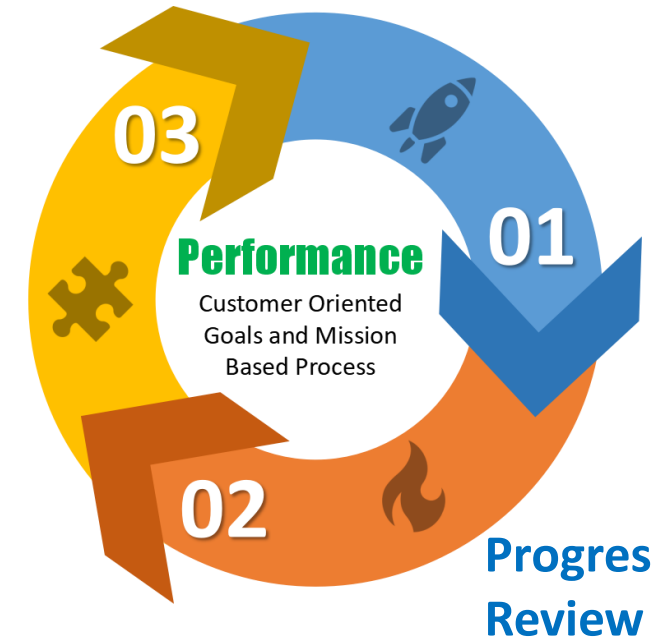 03
01
Performance
Customer Oriented
Goals and Mission
Based Process
02
Progres
Review